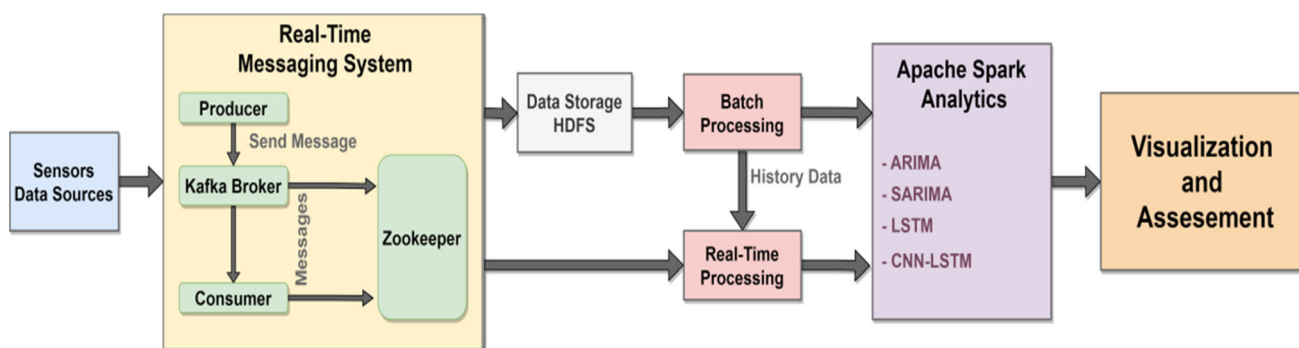 Sensors
Data Sources
Real-Time
Messaging System
Producer
Send Message
Kafka Broker
Messages
Zookeeper
Consumer
Data Storage
HDFS
Batch
Processing
History Data
Real-Time
Processing
Apache Spark
Analytics
- ARIMA
- SARIMA
- LSTM
- CNN-LSTM
Visualization
and
Assesement